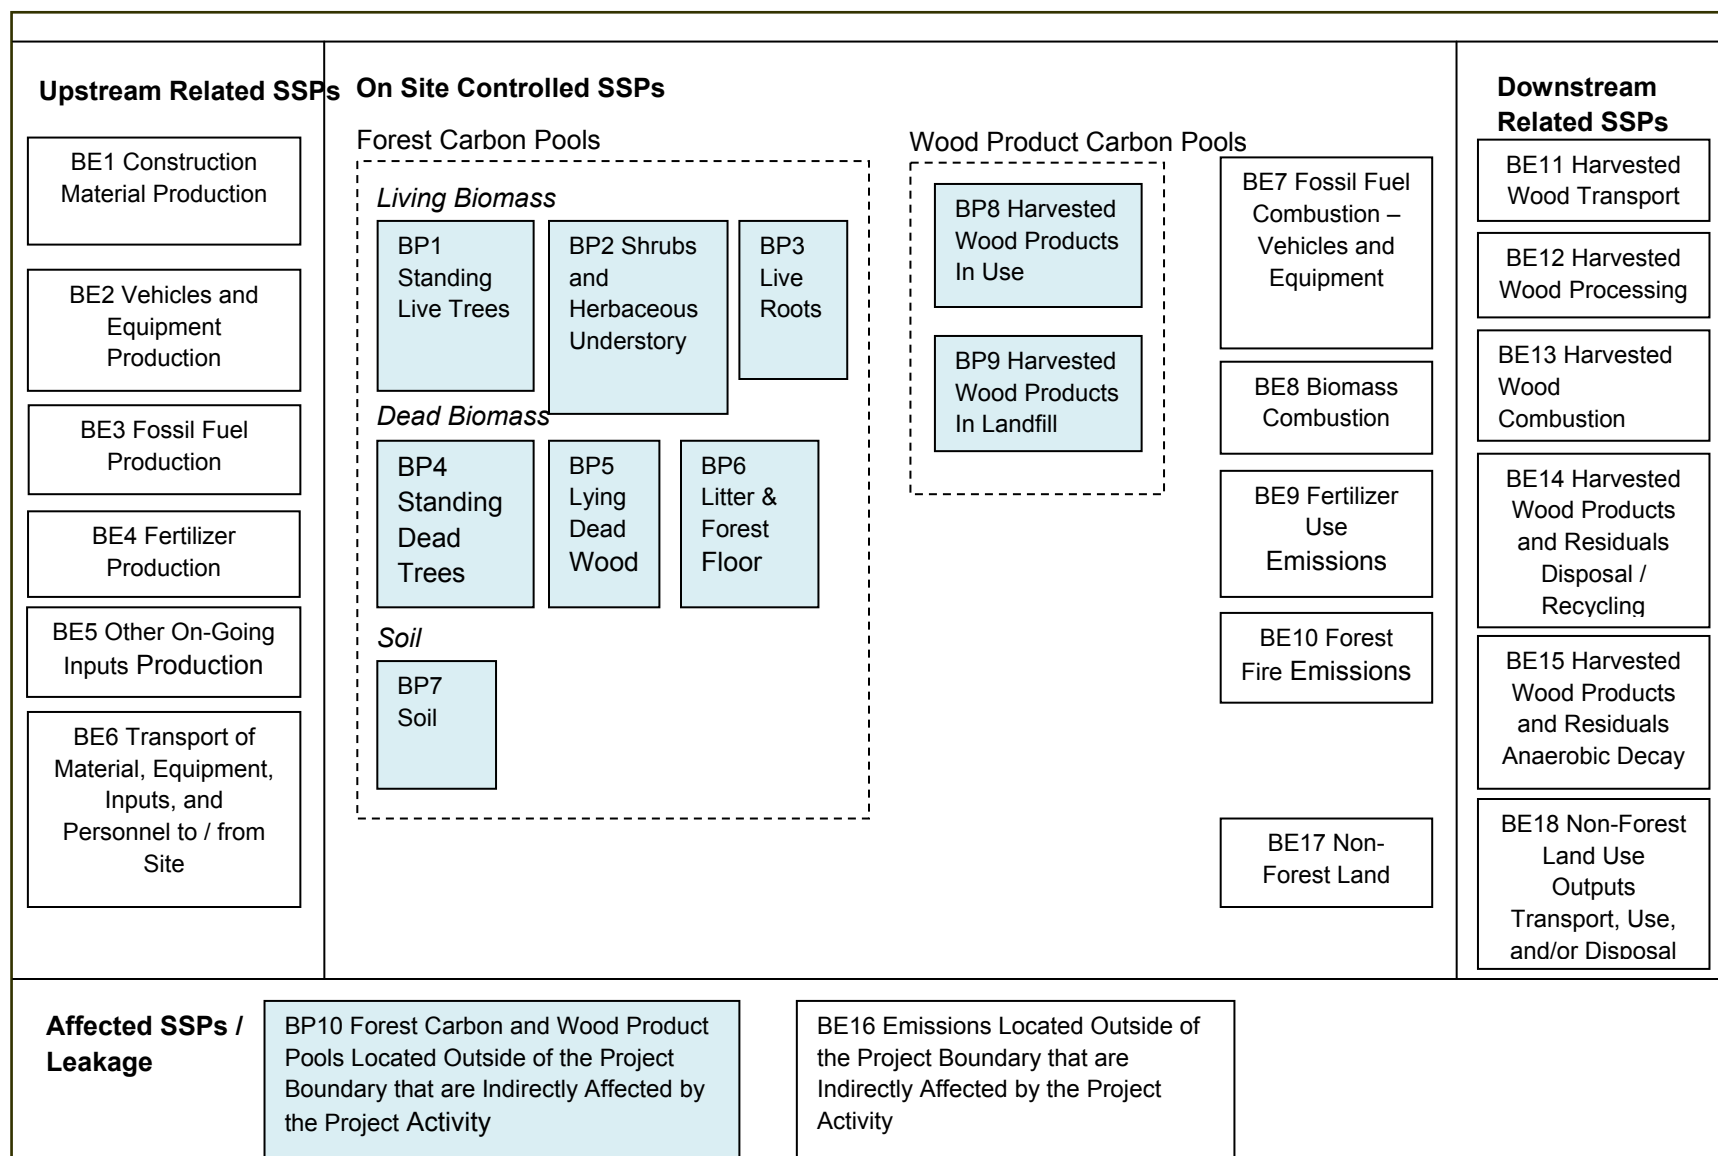 Upstream Related SSPs
BE1 Construction
Material Production
BE2 Vehicles and
Equipment
Production
BE3 Fossil Fuel
Production
BE4 Fertilizer
Production
BE5 Other On-Going
Inputs Production
BE6 Transport of
Material, Equipment,
Inputs, and
Personnel to / from
Site
On Site Controlled SSPs
Forest Carbon Pools
Living Biomass
BP1
Standing
Live Trees
BP2 Shrubs
and
Herbaceous
Understory
BP3
Live
Roots
Dead Biomass
BP4
Standing
Dead
Trees
BP5
Lying
Dead
Wood
BP6
Litter &
Forest
Floor
Soil
BP7
Soil
Wood Product Carbon Pools
BP8 Harvested
Wood Products
In Use
BP9 Harvested
Wood Products
In Landfill
BE7 Fossil Fuel
Combustion –
Vehicles and
Equipment
BE8 Biomass
Combustion
BE9 Fertilizer
Use
Emissions
BE10 Forest
Fire Emissions
BE17 Non-
Forest Land
Downstream
Related SSPs
BE11 Harvested
Wood Transport
BE12 Harvested
Wood Processing
BE13 Harvested
Wood
Combustion
BE14 Harvested
Wood Products
and Residuals
Disposal /
Recycling
BE15 Harvested
Wood Products
and Residuals
Anaerobic Decay
BE18 Non-Forest
Land Use
Outputs
Transport, Use,
and/or Disposal
Affected SSPs /
Leakage
BP10 Forest Carbon and Wood Product
Pools Located Outside of the Project
Boundary that are Indirectly Affected by
the Project Activity
BE16 Emissions Located Outside of
the Project Boundary that are
Indirectly Affected by the Project
Activity